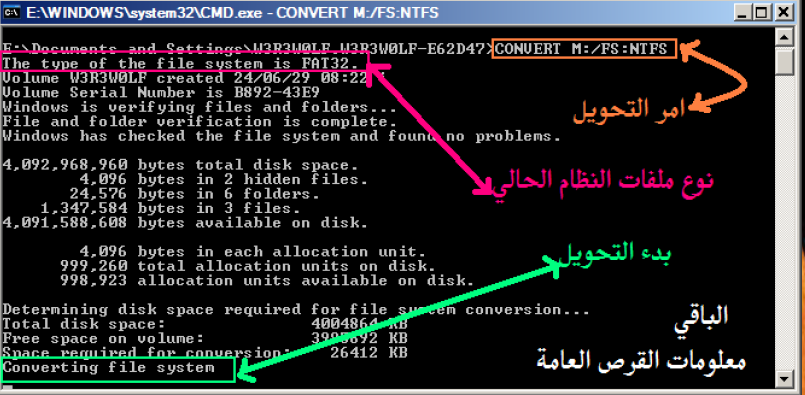 E:\WINDOWS\system32\CMD.exe - CONVERT M:/FS:NTFS
E:\Documents and Settings\W3R3W0LF.W3R3W0LF-E62D47>CONVERT M:/FS:NTFS
The type of the file system is FAT32.
امر التحويل
Volume W3R3W0LF created 24/06/29 08:22
Volume Serial Number is B892-43E9
Windows is verifying files and folders...
File and folder verification is complete.
Windows has checked the file system and found no problems.
4,092,968,960 bytes total disk space.
4,096 bytes in 2 hidden files.
نوع ملفات النظام الحالي
24,576 bytes in 6 folders.
1,347,584 bytes in 3 files.
4,091,588,608 bytes available on disk.
بدء التحويل
4,096 bytes in each allocation unit.
999,260 total allocation units on disk.
998,923 allocation units available on disk.
Determining disk space required for file system conversion...
الباقي
Total disk space: 4004864 KB
Free space on volume: KB
Space required for conversion: 26412 KB
معلومات القرص العامة
Converting file system